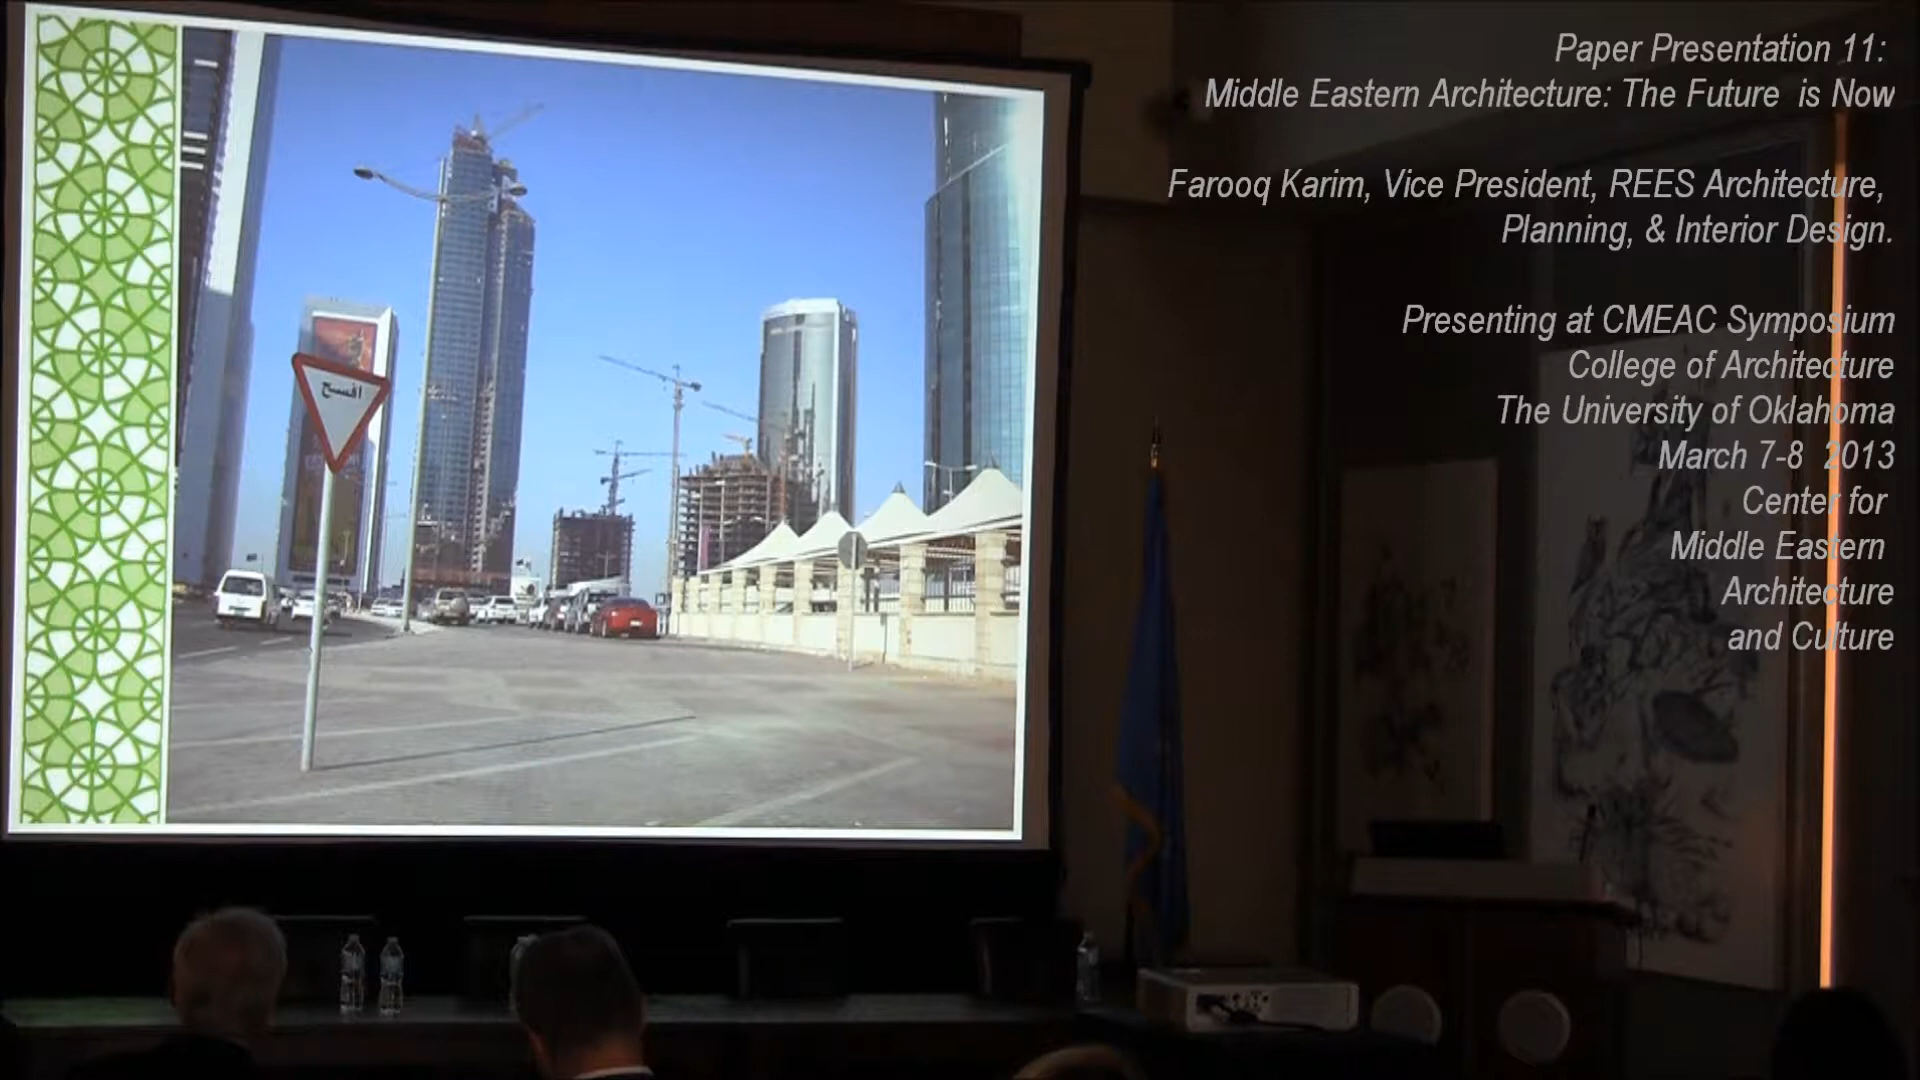 Paper Presentation 11:
Middle Eastern Architecture: The Future is Now
Farooq Karim, Vice President, REES Architecture,
Planning, & Interior Design.
Presenting at CMEAC Symposium
College of Architecture
The University of Oklahoma
March 7-8 2013
Center for
Middle Eastern
Architecture
and Culture
افسح